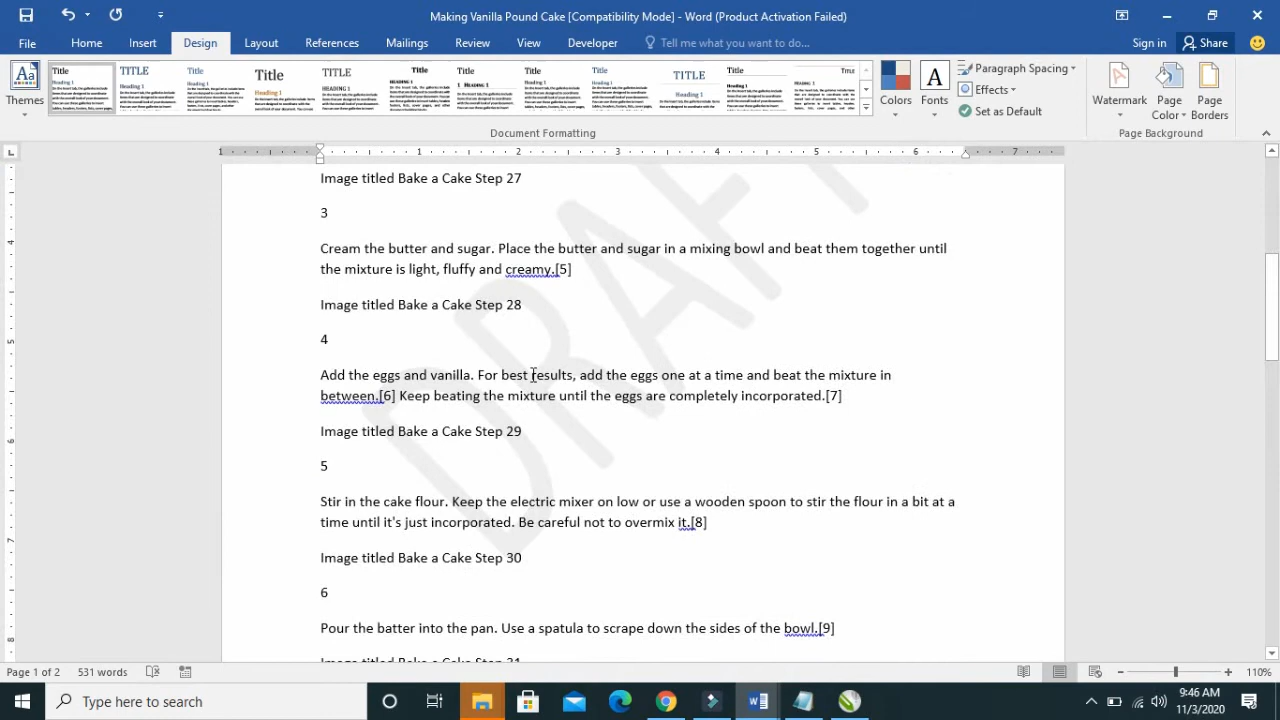 Making Vanilla Pound Cake [Compatibility Mode] - Word (Product Activation Failed)
File Home Insert Design Layout References Mailings Review View Developer Tell me what you want to do... Sign in Share
Themes
Colors
Fonts
Paragraph Spacing
Effects
Set as Default
Watermark
Page Color
Page Borders
Document Formatting
Page Background
DRAFT
Image titled Bake a Cake Step 27
3
Cream the butter and sugar. Place the butter and sugar in a mixing bowl and beat them together until
the mixture is light, fluffy and creamy.[5]
Image titled Bake a Cake Step 28
4
Add the eggs and vanilla. For best results, add the eggs one at a time and beat the mixture in
between.[6] Keep beating the mixture until the eggs are completely incorporated.[7]
Image titled Bake a Cake Step 29
5
Stir in the cake flour. Keep the electric mixer on low or use a wooden spoon to stir the flour in a bit at a
time until it's just incorporated. Be careful not to overmix it.[8]
Image titled Bake a Cake Step 30
6
Pour the batter into the pan. Use a spatula to scrape down the sides of the bowl.[9]
Image titled Bake a Cake Step 31
Page 1 of 2 531 words 110%
Type here to search
9:46 AM
11/3/2020